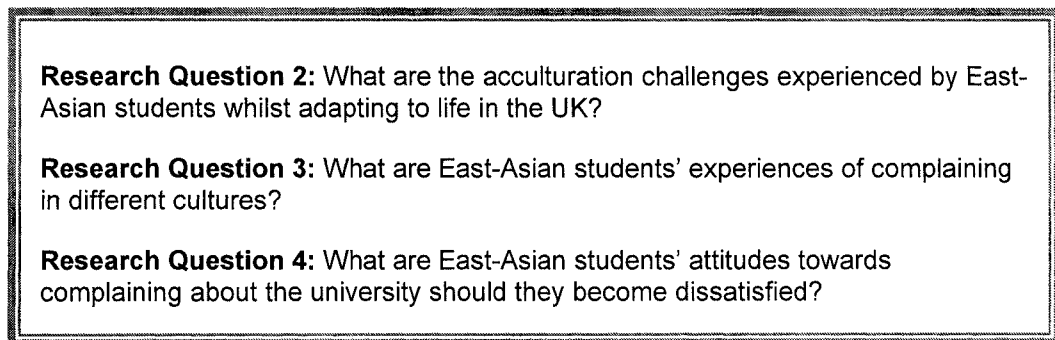 Research Question 2: What are the acculturation challenges experienced by East-
Asian students whilst adapting to life in the UK?
Research Question 3: What are East-Asian students' experiences of complaining
in different cultures?
Research Question 4: What are East-Asian students' attitudes towards
complaining about the university should they become dissatisfied?